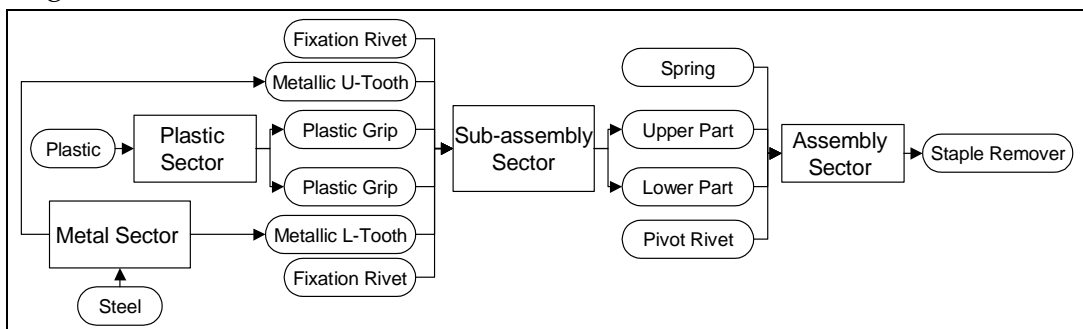 Fixation Rivet
Metallic U-Tooth
Plastic
Plastic
Sector
Plastic Grip
Plastic Grip
Metal Sector
Metallic L-Tooth
Fixation Rivet
Steel
Sub-assembly
Sector
Spring
Upper Part
Lower Part
Pivot Rivet
Assembly
Sector
Staple Remover